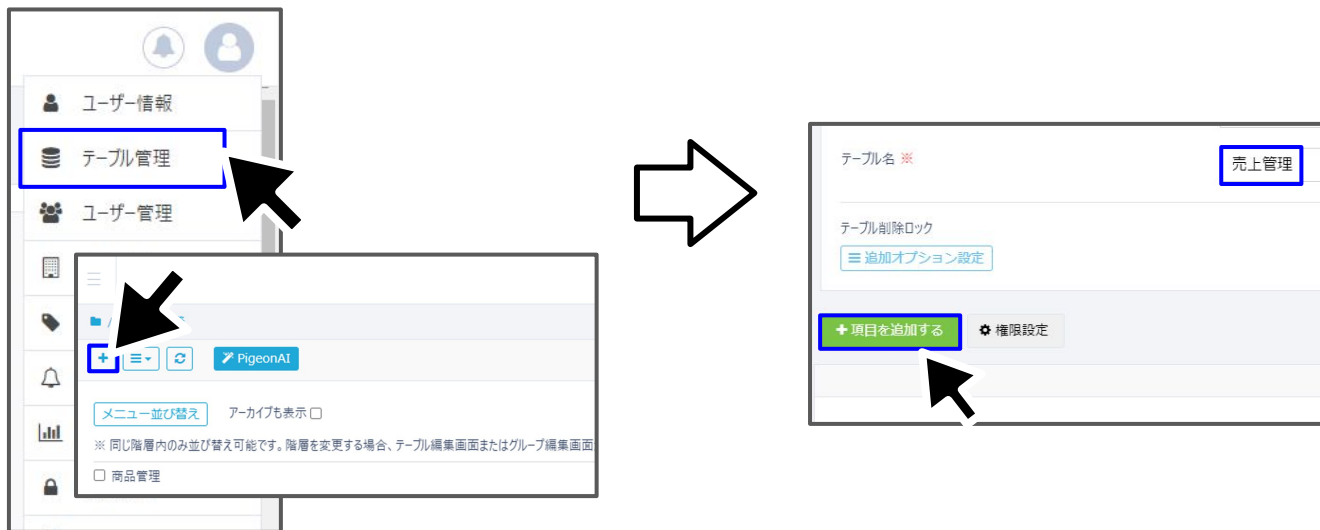 ユーザー情報
テーブル管理
ユーザー管理
/
PigeonAI
メニュー並び替え
アーカイブも表示
※ 同じ階層内のみ並び替え可能です。階層を変更する場合、テーブル編集画面またはグループ編集画面
商品管理
テーブル名 ※
売上管理
テーブル削除ロック
追加オプション設定
項目を追加する
権限設定